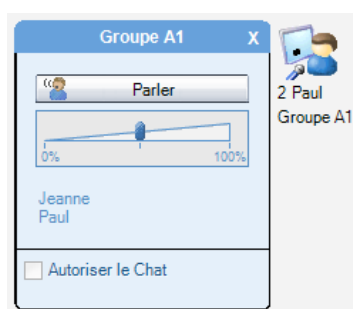 Groupe A1 X
Parler
0% 100%
Jeanne
Paul
Autoriser le Chat
2 Paul
Groupe A1